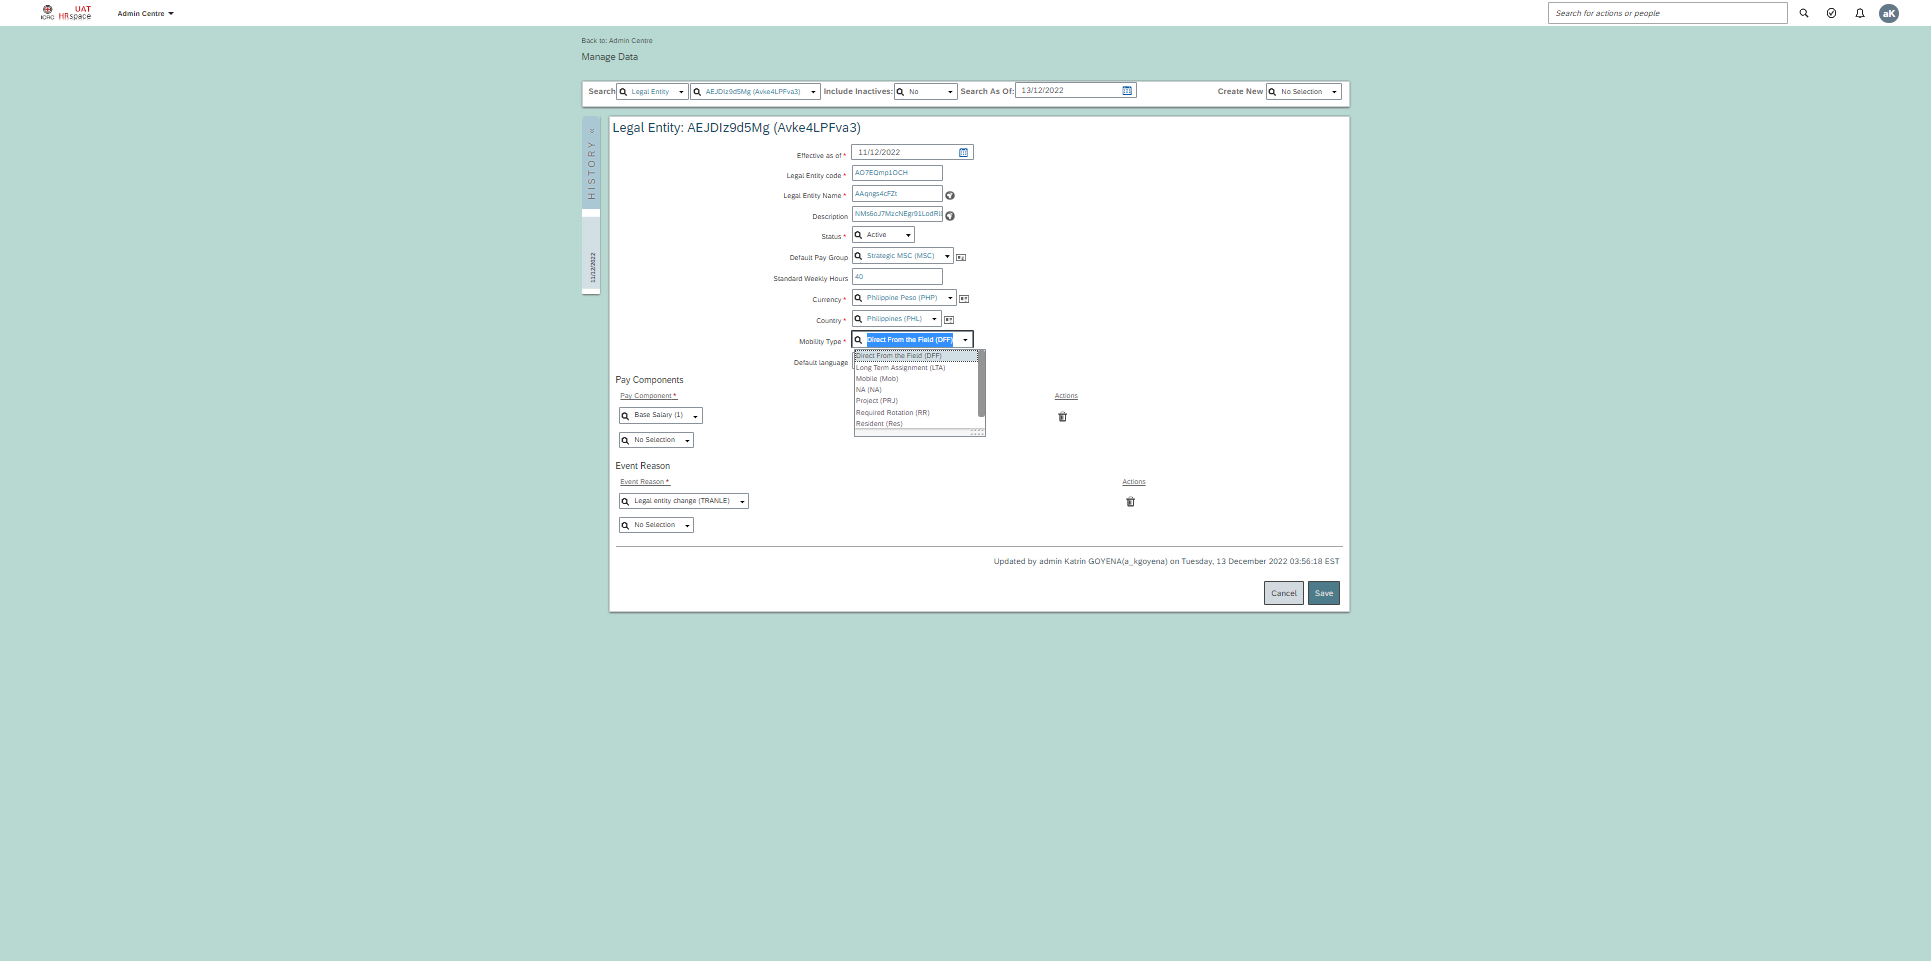 ICRC UAT HRspace Admin Centre Search for actions or people aK
Back to: Admin Centre
Manage Data
Search Legal Entity AEJDIz9d5Mg (Avke4LPFva3) Include Inactives: No Search As Of: 13/12/2022 Create New No Selection
HISTORY
11/12/2022
Legal Entity: AEJDIz9d5Mg (Avke4LPFva3)
Effective as of * 11/12/2022
Legal Entity code * AO7EQmp1OCH
Legal Entity Name * AAqngs4cFZt
Description NMs6oJ7MzcNEgr91LodRi
Status * Active
Default Pay Group Strategic MSC (MSC)
Standard Weekly Hours 40
Currency * Philippine Peso (PHP)
Country * Philippines (PHL)
Mobility Type * Direct From the Field (DFF)
Default language
Direct From the Field (DFF)
Long Term Assignment (LTA)
Mobile (Mob)
NA (NA)
Project (PRJ)
Required Rotation (RR)
Resident (Res)
Pay Components
Pay Component * Actions
Base Salary (1)
No Selection
Event Reason
Event Reason * Actions
Legal entity change (TRANLE)
No Selection
Updated by admin Katrin GOYENA(a_kgoyena) on Tuesday, 13 December 2022 03:56:18 EST
Cancel Save